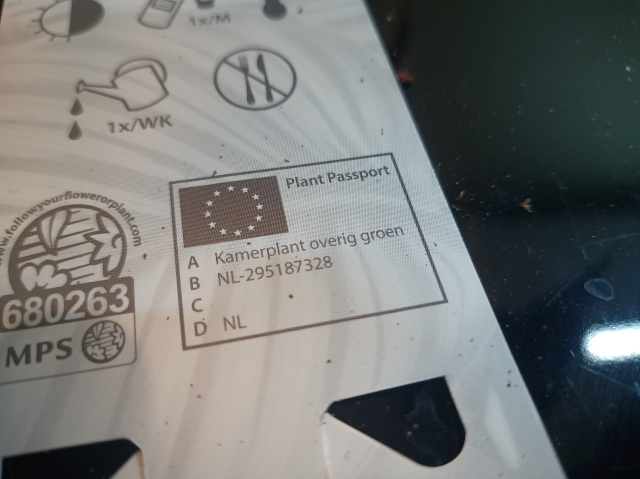 1x/M
1x/WK
www.followyourflowerorplant.com
680263
MPS
Plant Passport
A Kamerplant overig groen
B NL-295187328
C
D NL